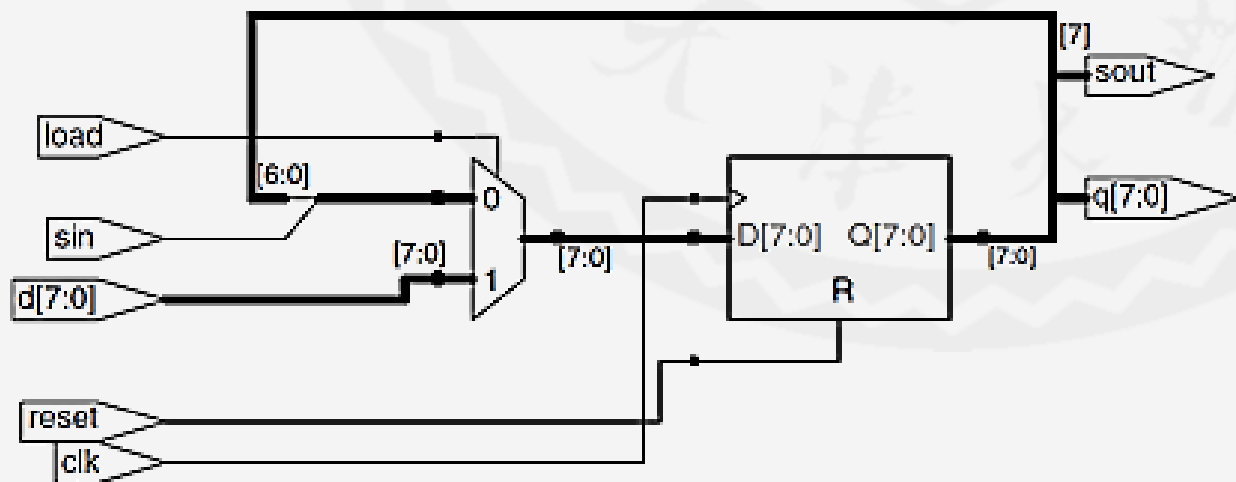 [7]
sout
load
[6:0]
0
q[7:0]
sin
D[7:0] Q[7:0]
[7:0]
[7:0]
[7:0]
1
d[7:0]
R
reset
clk